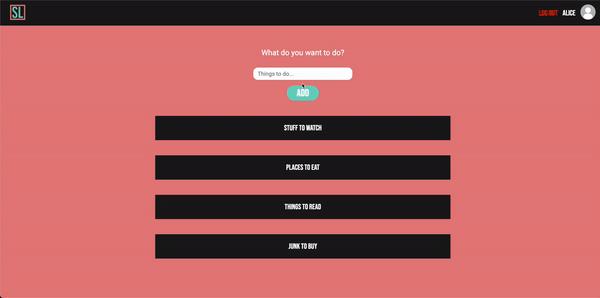 SL
LOG OUT ALICE
What do you want to do?
Things to do...
ADD
STUFF TO WATCH
PLACES TO EAT
THINGS TO READ
JUNK TO BUY